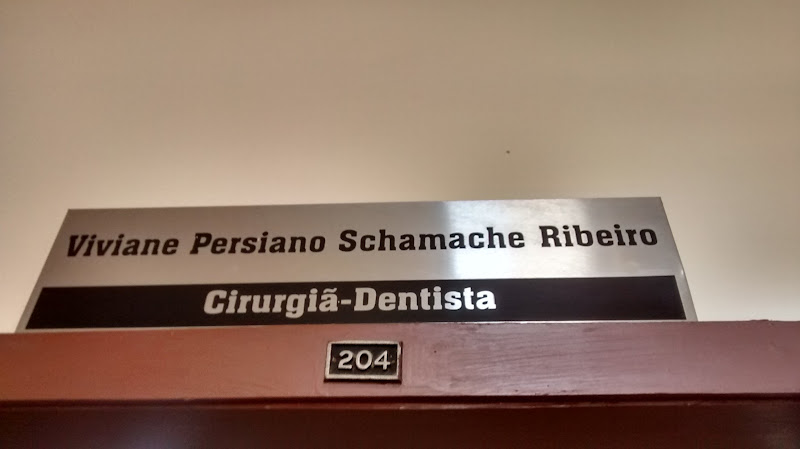 Viviane Persiano Schamache Ribeiro
Cirurgiã-Dentista
204